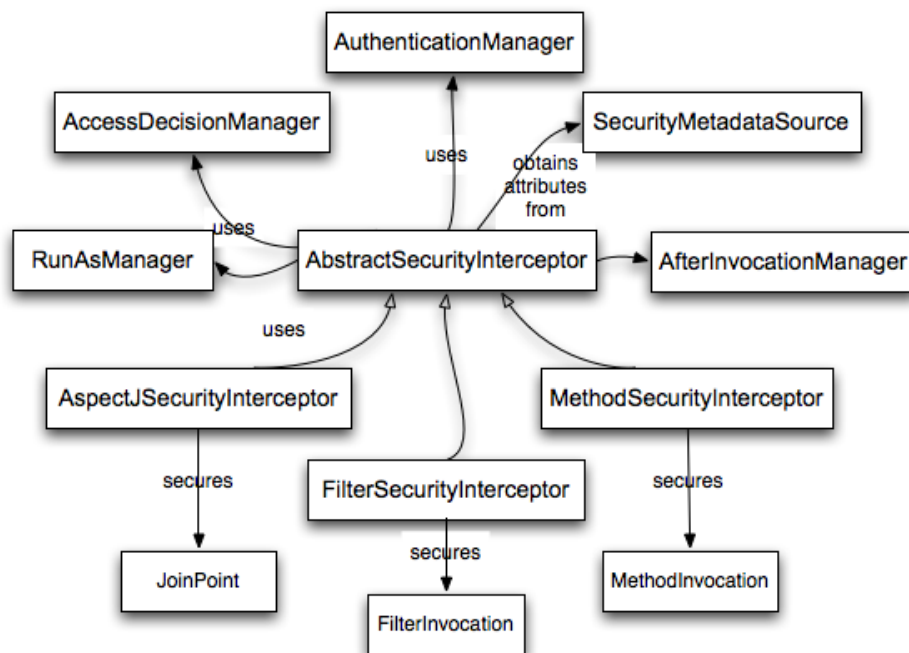 AuthenticationManager
AccessDecisionManager
SecurityMetadataSource
uses
obtains
attributes
from
uses
RunAsManager
AbstractSecurityInterceptor
AfterInvocationManager
uses
AspectJSecurityInterceptor
MethodSecurityInterceptor
secures
FilterSecurityInterceptor
secures
secures
JoinPoint
MethodInvocation
FilterInvocation